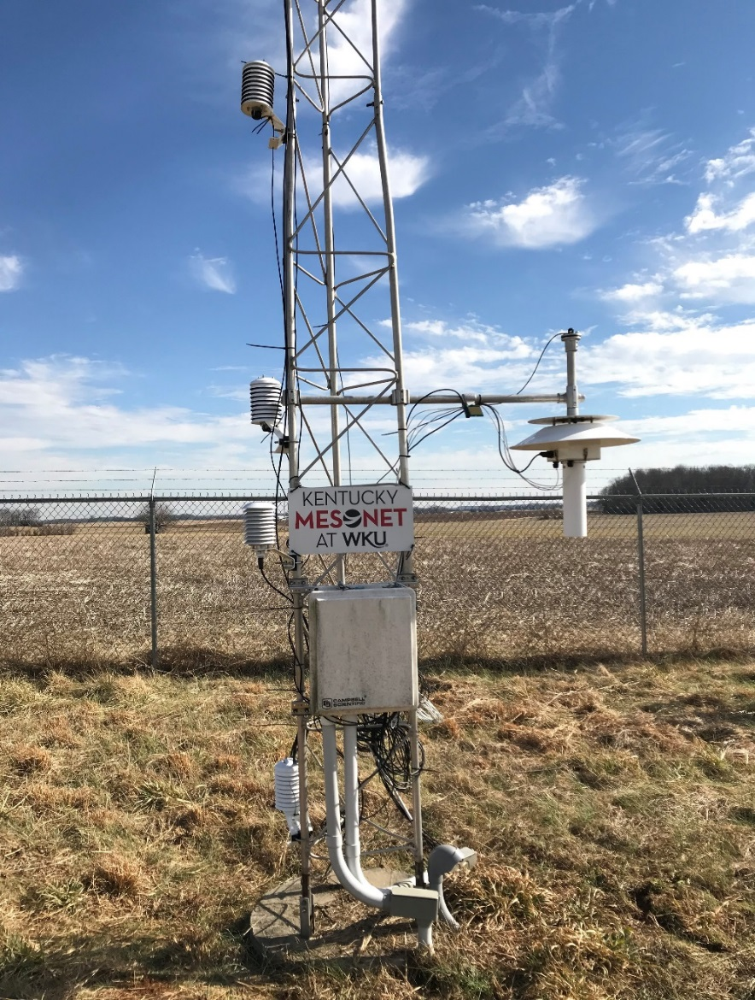 KENTUCKY
MESONET
AT WKU
CAMPBELL
SCIENTIFIC